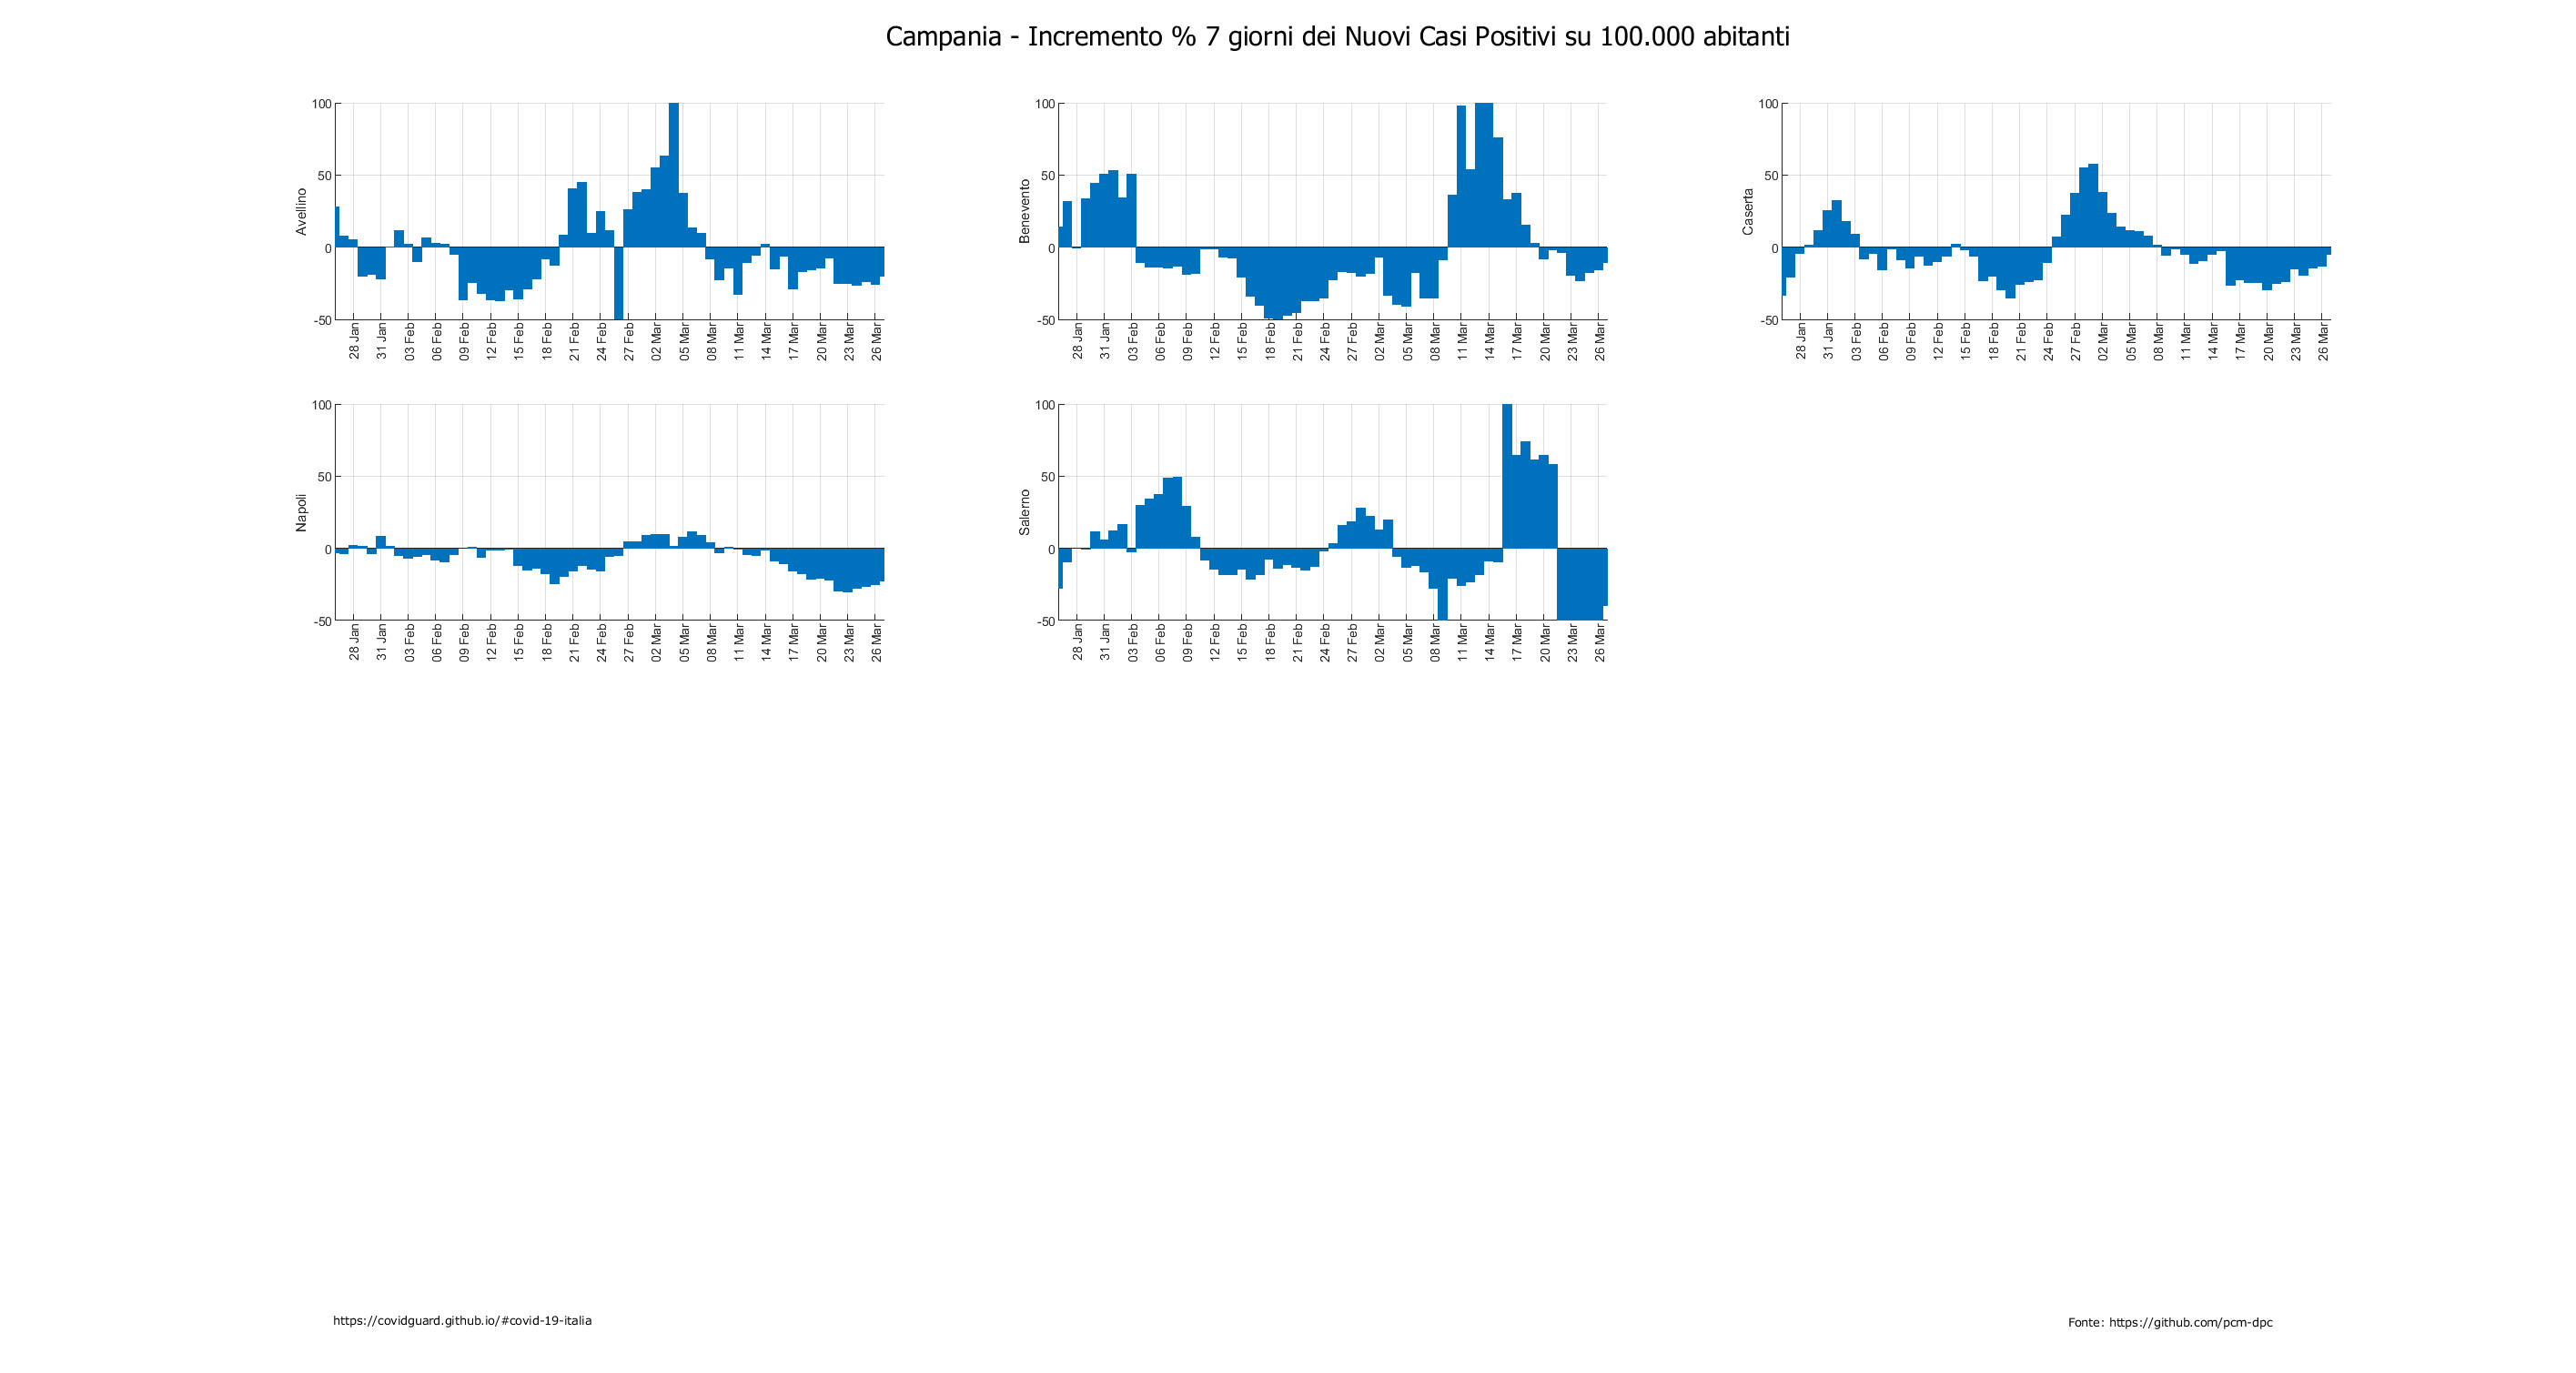 Campania - Incremento % 7 giorni dei Nuovi Casi Positivi su 100.000 abitanti
Avellino
100
50
0
-50
28 Jan 31 Jan 03 Feb 06 Feb 09 Feb 12 Feb 15 Feb 18 Feb 21 Feb 24 Feb 27 Feb 02 Mar 05 Mar 08 Mar 11 Mar 14 Mar 17 Mar 20 Mar 23 Mar 26 Mar
Benevento
100
50
0
-50
28 Jan 31 Jan 03 Feb 06 Feb 09 Feb 12 Feb 15 Feb 18 Feb 21 Feb 24 Feb 27 Feb 02 Mar 05 Mar 08 Mar 11 Mar 14 Mar 17 Mar 20 Mar 23 Mar 26 Mar
Caserta
100
50
0
-50
28 Jan 31 Jan 03 Feb 06 Feb 09 Feb 12 Feb 15 Feb 18 Feb 21 Feb 24 Feb 27 Feb 02 Mar 05 Mar 08 Mar 11 Mar 14 Mar 17 Mar 20 Mar 23 Mar 26 Mar
Napoli
100
50
0
-50
28 Jan 31 Jan 03 Feb 06 Feb 09 Feb 12 Feb 15 Feb 18 Feb 21 Feb 24 Feb 27 Feb 02 Mar 05 Mar 08 Mar 11 Mar 14 Mar 17 Mar 20 Mar 23 Mar 26 Mar
Salerno
100
50
0
-50
28 Jan 31 Jan 03 Feb 06 Feb 09 Feb 12 Feb 15 Feb 18 Feb 21 Feb 24 Feb 27 Feb 02 Mar 05 Mar 08 Mar 11 Mar 14 Mar 17 Mar 20 Mar 23 Mar 26 Mar
https://covidguard.github.io/#covid-19-italia
Fonte: https://github.com/pcm-dpc